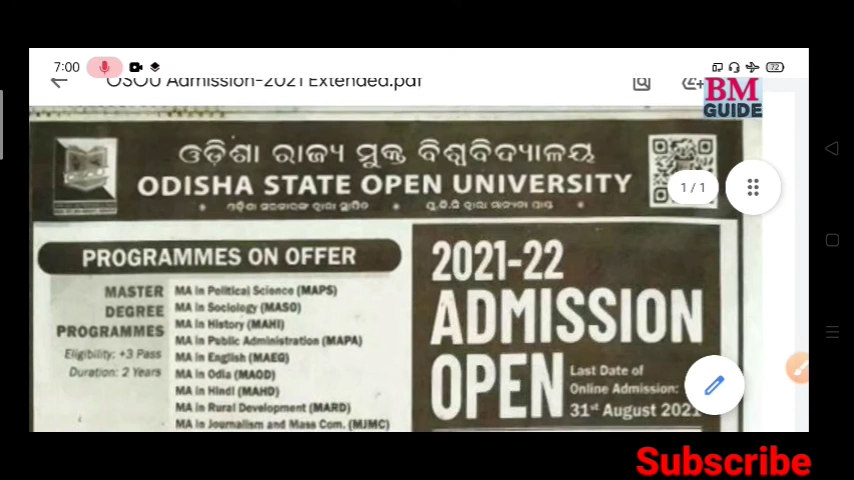 7:00
72
OSOU Admission-2021 Extended.pdf
BM
GUIDE
ଓଡ଼ିଶା ରାଜ୍ୟ ମୁକ୍ତ ବିଶ୍ୱବିଦ୍ୟାଳୟ
ODISHA STATE OPEN UNIVERSITY
1/1
PROGRAMMES ON OFFER
MASTER
DEGREE
PROGRAMMES
Eligibility: +3 Pass
Duration: 2 Years
MA in Political Science (MAPS)
MA in Sociology (MASO)
MA in History (MAHI)
MA in Public Administration (MAPA)
MA in English (MAEG)
MA in Odia (MAOD)
MA in Hindi (MAHD)
MA in Rural Development (MARD)
MA in Journalism and Mass Com. (MJMC)
2021-22
ADMISSION
OPEN
Last Date of
Online Admission:
31st August 2021
Subscribe